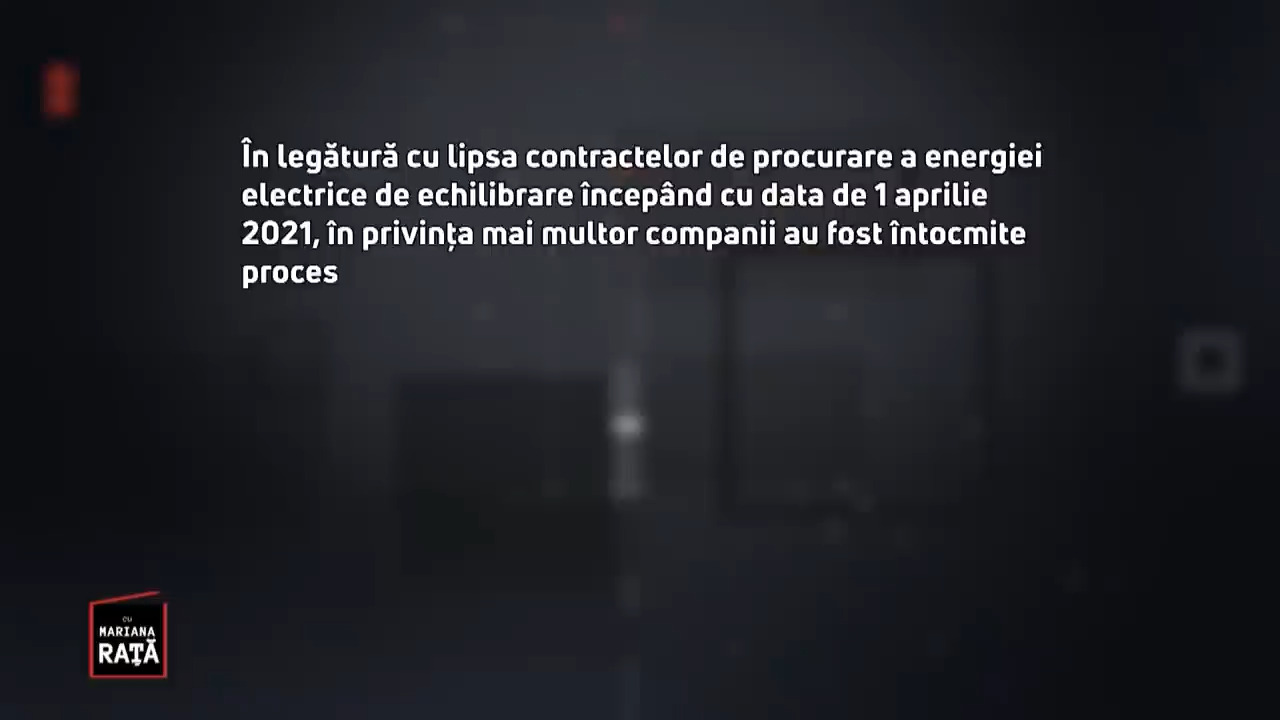 În legătură cu lipsa contractelor de procurare a energiei
electrice de echilibrare începând cu data de 1 aprilie
2021, în privința mai multor companii au fost întocmite
proces
CU
MARIANA
RAȚĂ